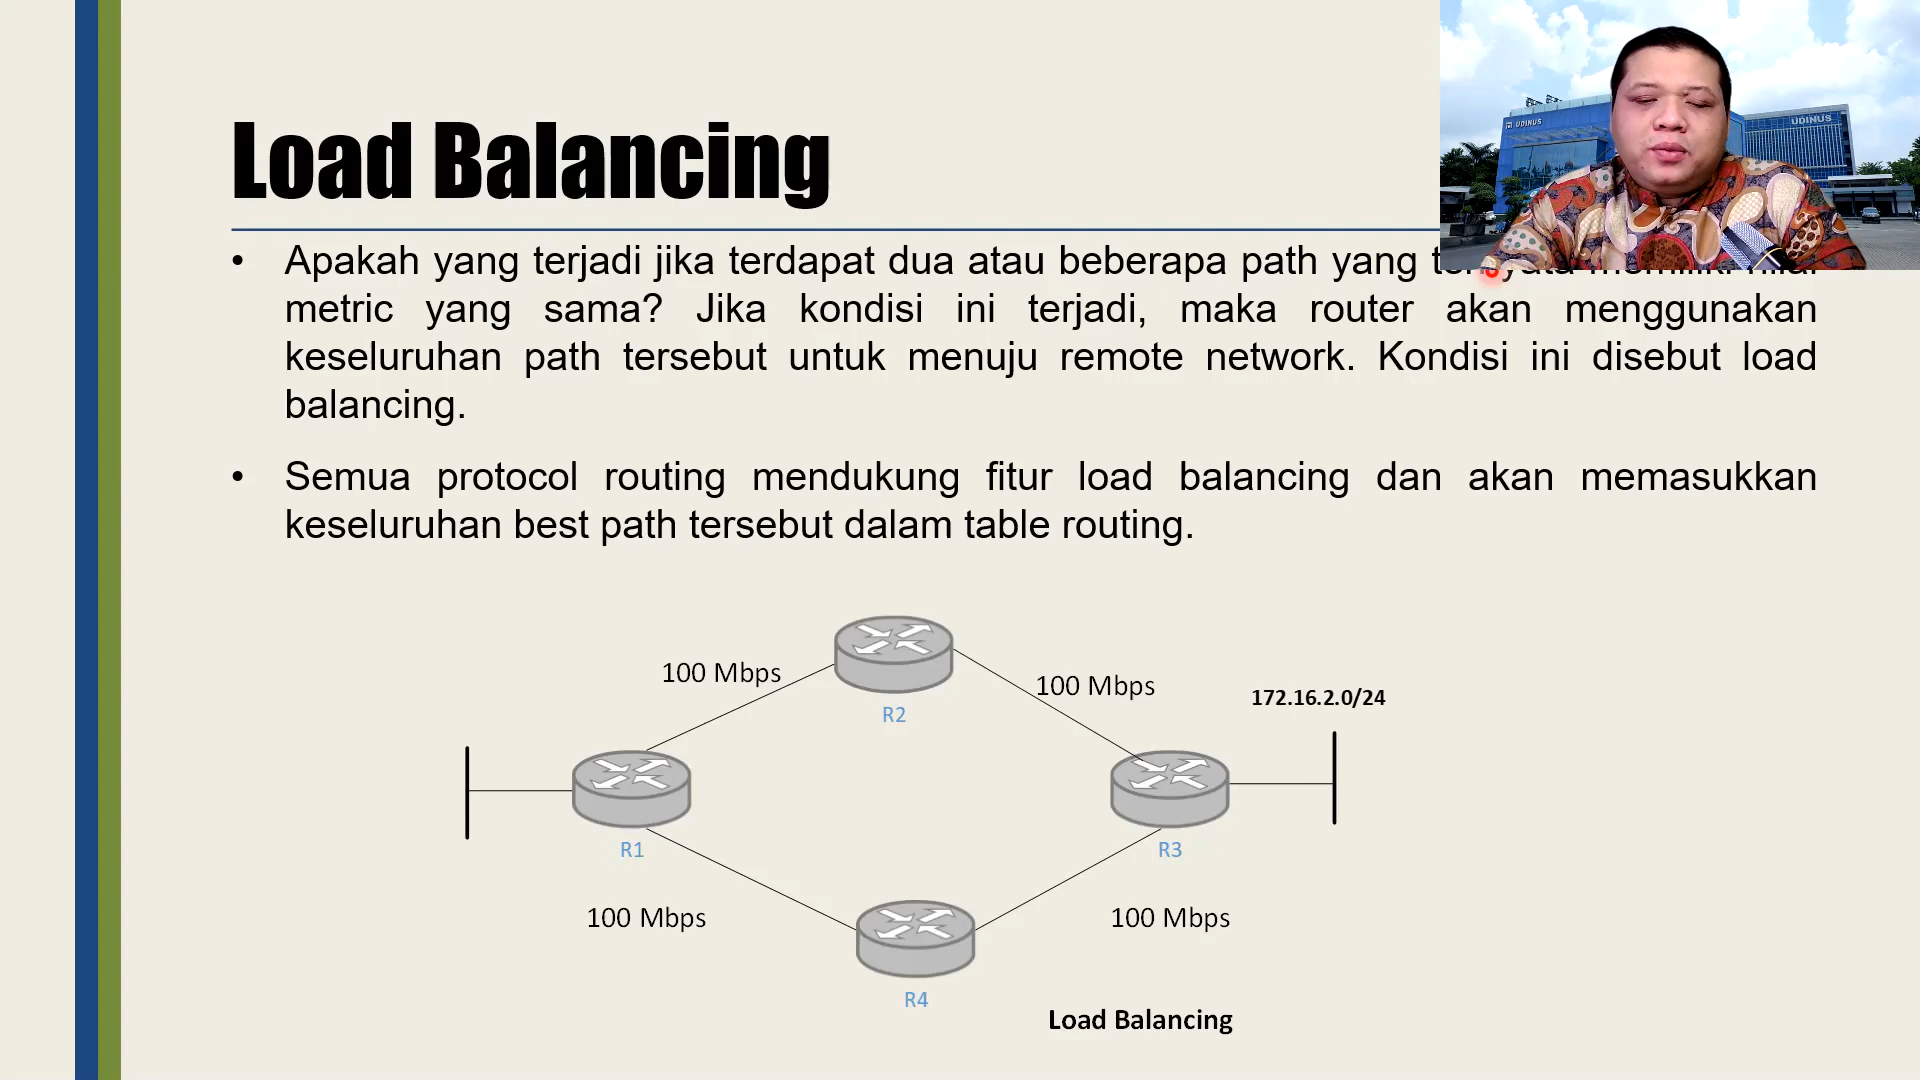 Load Balancing
UDINUS
UDINUS
• Apakah yang terjadi jika terdapat dua atau beberapa path yang
metric yang sama? Jika kondisi ini terjadi, maka router akan menggunakan
keseluruhan path tersebut untuk menuju remote network. Kondisi ini disebut load
balancing.
• Semua protocol routing mendukung fitur load balancing dan akan memasukkan
keseluruhan best path tersebut dalam table routing.
100 Mbps
100 Mbps
172.16.2.0/24
R2
R1
R3
100 Mbps
100 Mbps
R4
Load Balancing